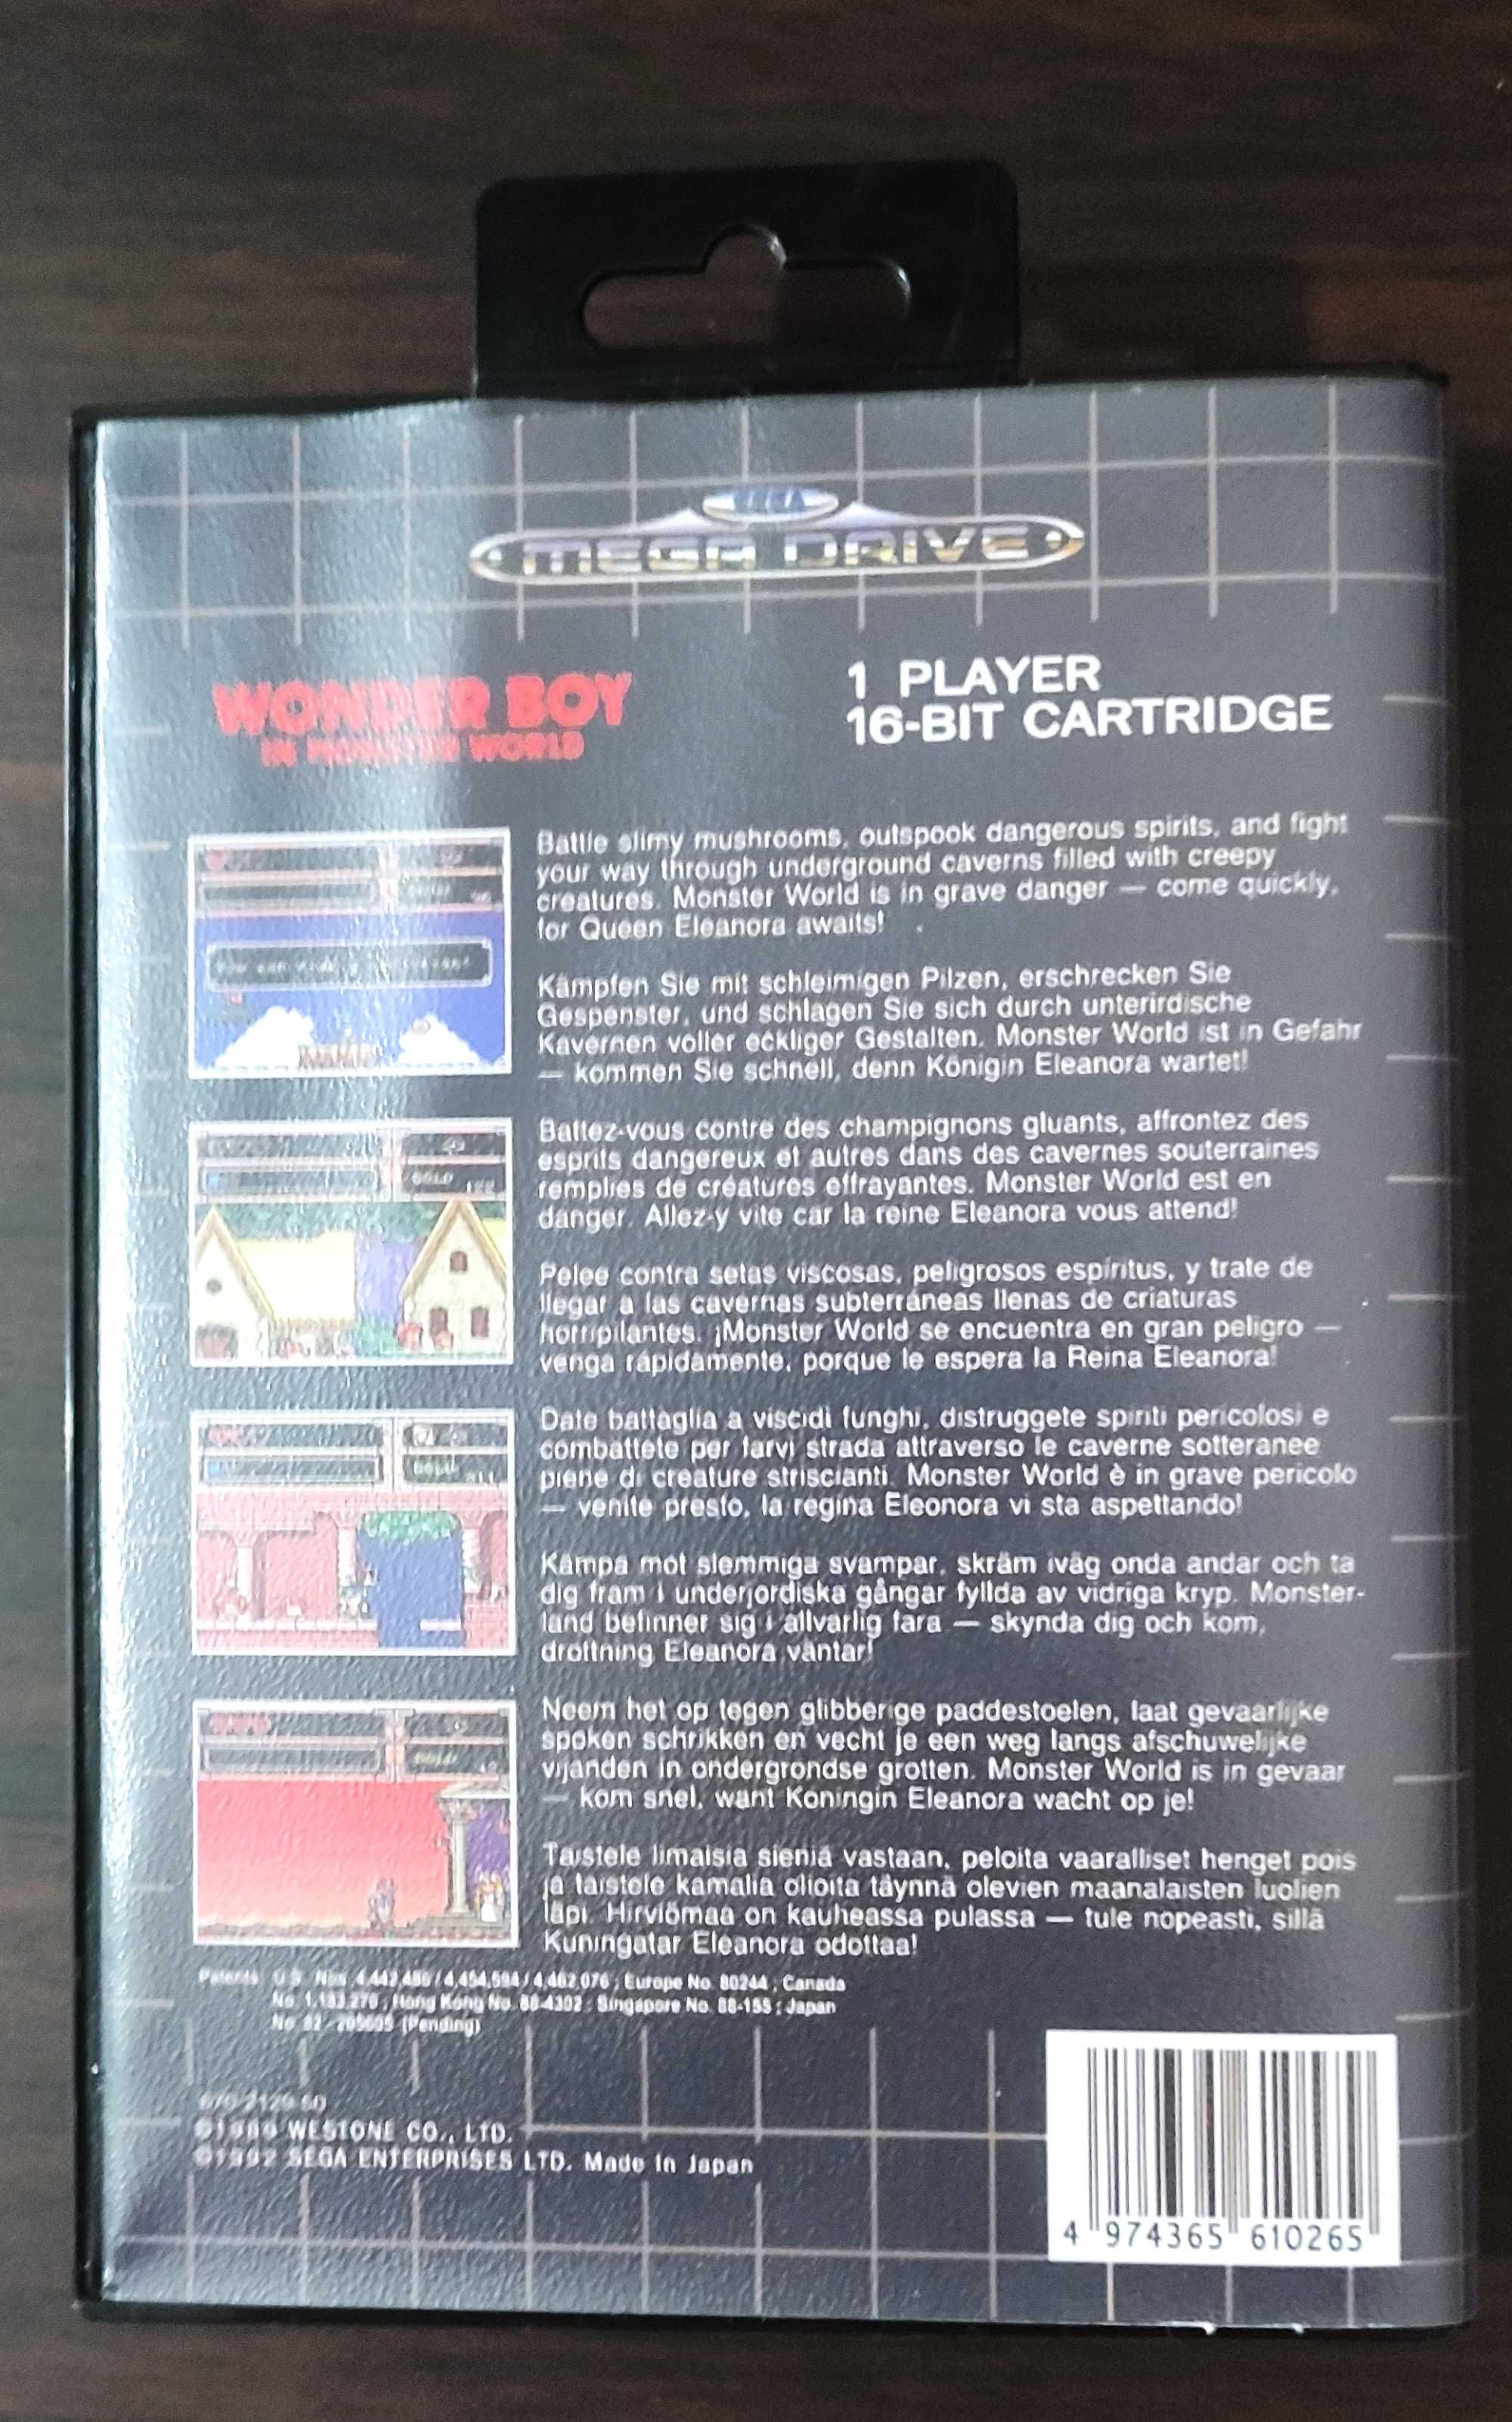 SEGA
MEGA DRIVE
WONDER BOY
IN MONSTER WORLD
1 PLAYER
16-BIT CARTRIDGE
Battle slimy mushrooms, outspook dangerous spirits, and fight
your way through underground caverns filled with creepy
creatures. Monster World is in grave danger — come quickly,
for Queen Eleanora awaits!
Kämpfen Sie mit schleimigen Pilzen, erschrecken Sie
Gespenster, und schlagen Sie sich durch unterirdische
Kavernen voller eckliger Gestalten. Monster World ist in Gefahr
— kommen Sie schnell, denn Königin Eleanora wartet!
Battez-vous contre des champignons gluants, affrontez des
esprits dangereux et autres dans des cavernes souterraines
remplies de créatures effrayantes. Monster World est en
danger. Allez-y vite car la reine Eleanora vous attend!
Pelee contra setas viscosas, peligrosos espíritus, y trate de
llegar a las cavernas subterráneas llenas de criaturas
horripilantes. ¡Monster World se encuentra en gran peligro —
venga rápidamente, porque le espera la Reina Eleanora!
Date battaglia a viscidi funghi, distruggete spiriti pericolosi e
combattete per farvi strada attraverso le caverne sotteranee
piene di creature striscianti. Monster World è in grave pericolo
— venite presto, la regina Eleonora vi sta aspettando!
Kämpa mot slemmiga svampar, skräm iväg onda andar och ta
dig fram i underjordiska gångar fyllda av vidriga kryp. Monster-
land befinner sig i allvarlig fara — skynda dig och kom,
drottning Eleanora väntar!
Neem het op tegen glibberige paddestoelen, laat gevaarlijke
spoken schrikken en vecht je een weg langs afschuwelijke
vijanden in ondergrondse grotten. Monster World is in gevaar
— kom snel, want Koningin Eleanora wacht op je!
Taistele limaisia sieniä vastaan, peloita vaaralliset henget pois
ja taistele kamalia olioita täynnä olevien maanalaisten luolien
läpi. Hirviömaa on kauheassa pulassa — tule nopeasti, sillä
Kuningatar Eleanora odottaa!
GOLD
GOLD
GOLD
Patents: U.S. Nos. 4,442,486 / 4,454,594 / 4,462,076 ; Europe No. 80244 ; Canada
No. 1,183,276 ; Hong Kong No. 88-4302 ; Singapore No. 88-155 ; Japan
No. 82-205605 (Pending)
670-2129-50
©1989 WESTONE CO., LTD.
©1992 SEGA ENTERPRISES LTD. Made in Japan
4 974365 610265